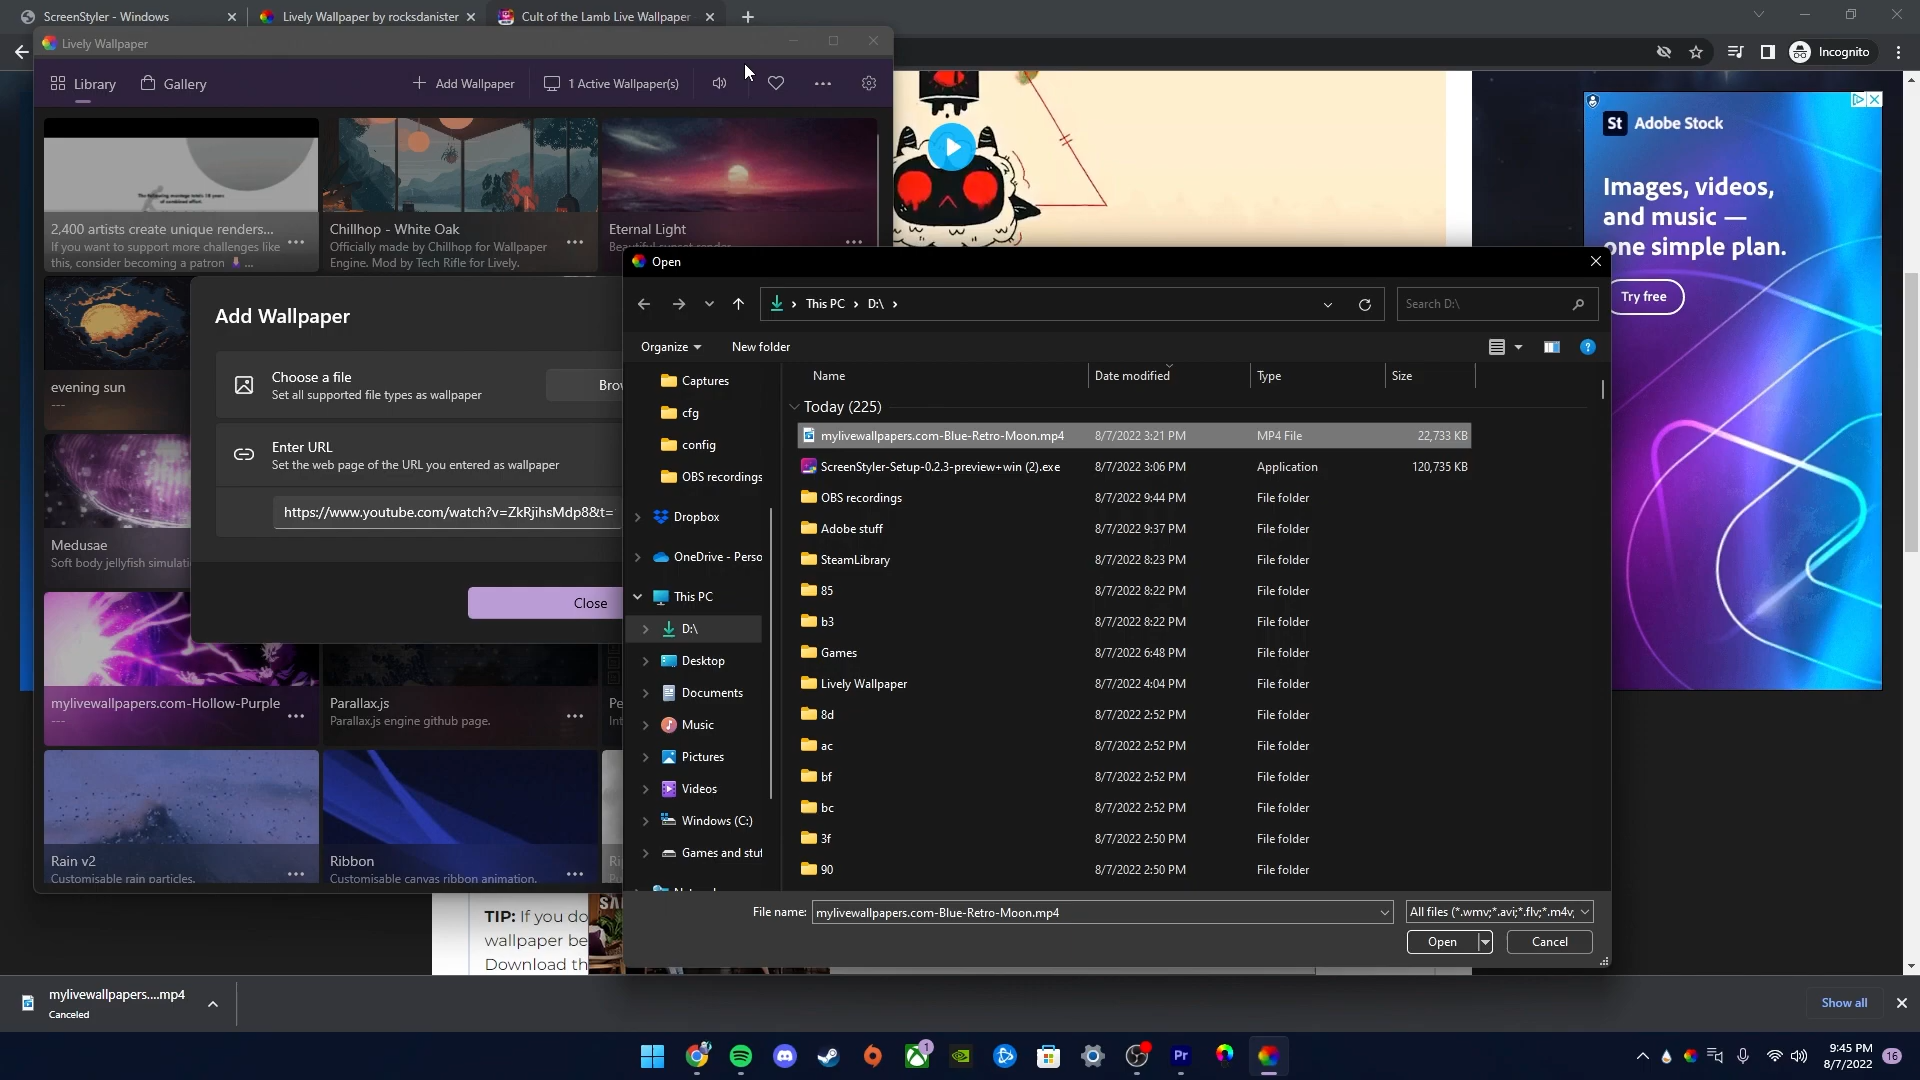 ScreenStyler - Windows
Lively Wallpaper by rocksdanister
Cult of the Lamb Live Wallpaper
Incognito
Lively Wallpaper
Library
Gallery
Add Wallpaper
1 Active Wallpaper(s)
2,400 artists create unique renders...
If you want to support more challenges like
this, consider becoming a patron ...
Chillhop - White Oak
Officially made by Chillhop for Wallpaper
Engine. Mod by Tech Rifle for Lively.
Eternal Light
Beautiful sunset render
evening sun
---
Medusae
Soft body jellyfish simulati
mylivewallpapers.com-Hollow-Purple
---
Parallax.js
Parallax.js engine github page.
Pe
Int
Rain v2
Customisable rain particles.
Ribbon
Customisable canvas ribbon animation.
Add Wallpaper
Choose a file
Set all supported file types as wallpaper
Brow
Enter URL
Set the web page of the URL you entered as wallpaper
https://www.youtube.com/watch?v=ZkRjihsMdp8&t=
Close
Open
This PC
D:\
Search D:\
Organize
New folder
Captures
cfg
config
OBS recordings
Dropbox
OneDrive - Perso
This PC
D:\
Desktop
Documents
Music
Pictures
Videos
Windows (C:)
Games and stuf
Name Date modified Type Size
Today (225)
mylivewallpapers.com-Blue-Retro-Moon.mp4 8/7/2022 3:21 PM MP4 File 22,733 KB
ScreenStyler-Setup-0.2.3-preview+win (2).exe 8/7/2022 3:06 PM Application 120,735 KB
OBS recordings 8/7/2022 9:44 PM File folder
Adobe stuff 8/7/2022 9:37 PM File folder
SteamLibrary 8/7/2022 8:23 PM File folder
85 8/7/2022 8:22 PM File folder
b3 8/7/2022 8:22 PM File folder
Games 8/7/2022 6:48 PM File folder
Lively Wallpaper 8/7/2022 4:04 PM File folder
8d 8/7/2022 2:52 PM File folder
ac 8/7/2022 2:52 PM File folder
bf 8/7/2022 2:52 PM File folder
bc 8/7/2022 2:52 PM File folder
3f 8/7/2022 2:50 PM File folder
90 8/7/2022 2:50 PM File folder
File name: mylivewallpapers.com-Blue-Retro-Moon.mp4
All files (*.wmv;*.avi;*.flv;*.m4v;
Open
Cancel
St Adobe Stock
Images, videos,
and music —
one simple plan.
Try free
TIP: If you do
wallpaper be
Download th
mylivewallpapers....mp4
Canceled
Show all
Pr
1
9:45 PM
8/7/2022
16